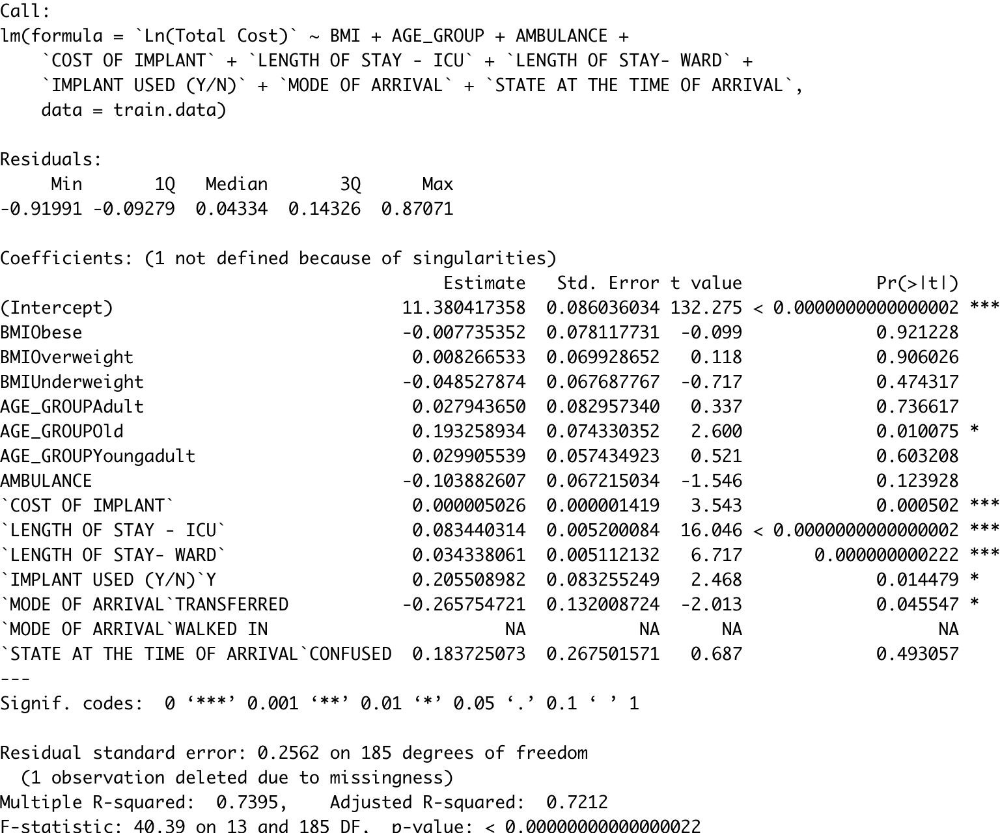 Call:
lm(formula = `Ln(Total Cost)` ~ BMI + AGE_GROUP + AMBULANCE +
    `COST OF IMPLANT` + `LENGTH OF STAY - ICU` + `LENGTH OF STAY- WARD` +
    `IMPLANT USED (Y/N)` + `MODE OF ARRIVAL` + `STATE AT THE TIME OF ARRIVAL`,
    data = train.data)

Residuals:
     Min       1Q   Median       3Q      Max
-0.91991 -0.09279  0.04334  0.14326  0.87071

Coefficients: (1 not defined because of singularities)
                                           Estimate   Std. Error t value             Pr(>|t|)
(Intercept)                            11.380417358  0.086036034 132.275 < 0.0000000000000002 ***
BMIObese                               -0.007735352  0.078117731  -0.099             0.921228
BMIOverweight                           0.008266533  0.069928652   0.118             0.906026
BMIUnderweight                         -0.048527874  0.067687767  -0.717             0.474317
AGE_GROUPAdult                          0.027943650  0.082957340   0.337             0.736617
AGE_GROUPOld                            0.193258934  0.074330352   2.600             0.010075 *
AGE_GROUPYoungadult                     0.029905539  0.057434923   0.521             0.603208
AMBULANCE                              -0.103882607  0.067215034  -1.546             0.123928
`COST OF IMPLANT`                       0.000005026  0.000001419   3.543             0.000502 ***
`LENGTH OF STAY - ICU`                  0.083440314  0.005200084  16.046 < 0.0000000000000002 ***
`LENGTH OF STAY- WARD`                  0.034338061  0.005112132   6.717       0.000000000222 ***
`IMPLANT USED (Y/N)`Y                   0.205508982  0.083255249   2.468             0.014479 *
`MODE OF ARRIVAL`TRANSFERRED           -0.265754721  0.132008724  -2.013             0.045547 *
`MODE OF ARRIVAL`WALKED IN                       NA           NA      NA                   NA
`STATE AT THE TIME OF ARRIVAL`CONFUSED  0.183725073  0.267501571   0.687             0.493057
---
Signif. codes:  0 ‘***’ 0.001 ‘**’ 0.01 ‘*’ 0.05 ‘.’ 0.1 ‘ ’ 1

Residual standard error: 0.2562 on 185 degrees of freedom
  (1 observation deleted due to missingness)
Multiple R-squared:  0.7395,    Adjusted R-squared:  0.7212
F-statistic: 40.39 on 13 and 185 DF,  p-value: < 0.00000000000000022